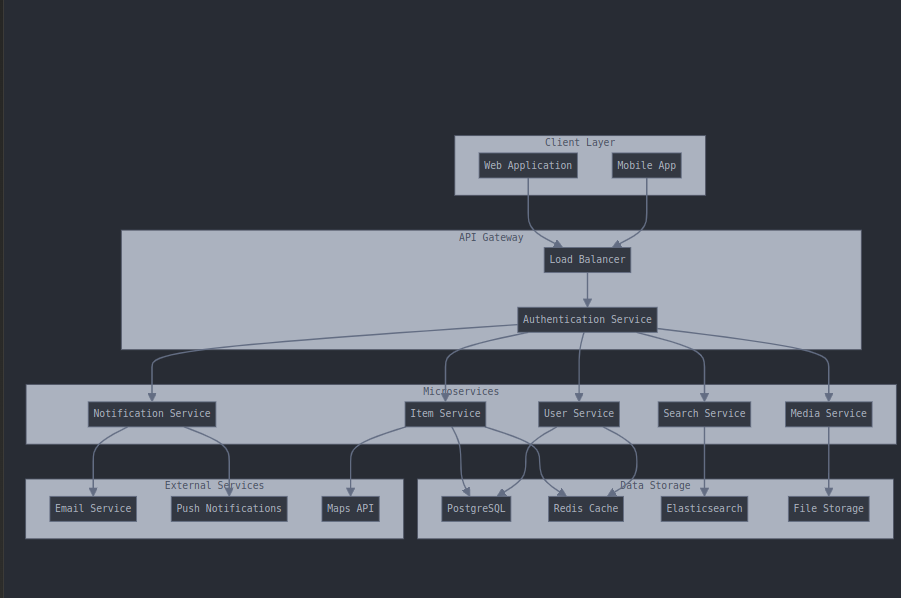 Client Layer
Web Application
Mobile App
API Gateway
Load Balancer
Authentication Service
Microservices
Notification Service
Item Service
User Service
Search Service
Media Service
External Services
Data Storage
Email Service
Push Notifications
Maps API
PostgreSQL
Redis Cache
Elasticsearch
File Storage